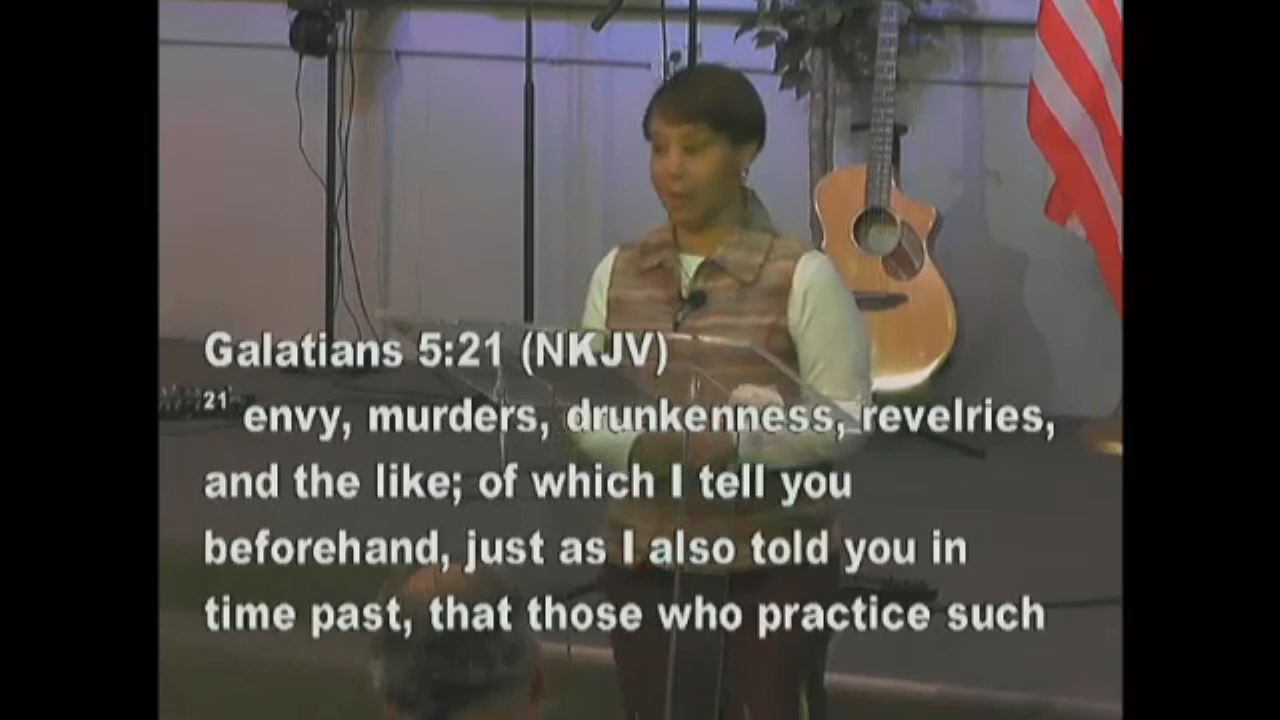 Galatians 5:21 (NKJV)
21 envy, murders, drunkenness, revelries,
and the like; of which I tell you
beforehand, just as I also told you in
time past, that those who practice such